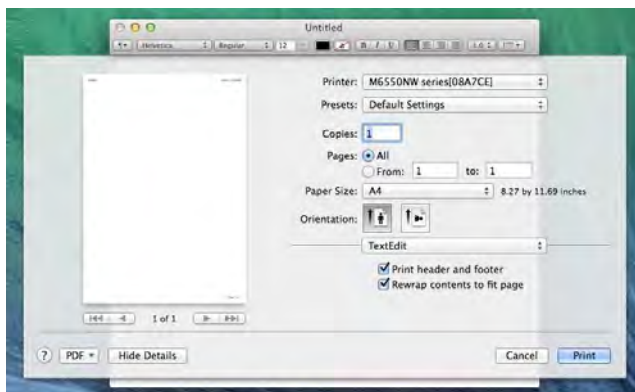 Untitled
Helvetica Regular 12 B I U 1.0
Printer: M6550NW series[08A7CE]
Presets: Default Settings
Copies: 1
Pages: All
From: 1 to: 1
Paper Size: A4 8.27 by 11.69 inches
Orientation:
TextEdit
Print header and footer
Rewrap contents to fit page
1 of 1
? PDF Hide Details Cancel Print